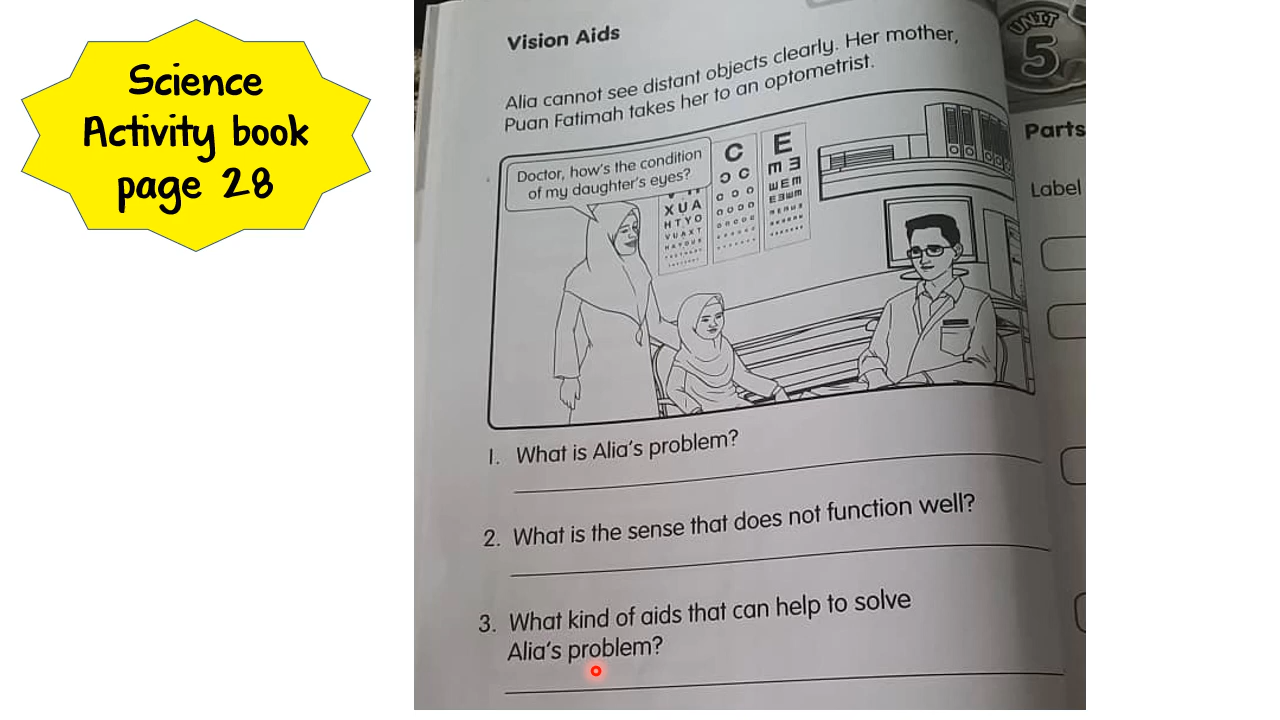 Science
Activity book
page 28
Vision Aids
Alia cannot see distant objects clearly. Her mother,
Puan Fatimah takes her to an optometrist.
Doctor, how's the condition
of my daughter's eyes?
X U A
H T Y O
V U A X T
H A Y O U X
C
Ɔ C
E
m Ǝ
W E m
E Ǝ W m
1. What is Alia's problem?
2. What is the sense that does not function well?
3. What kind of aids that can help to solve
Alia's problem?
UNIT
5
Parts
Label